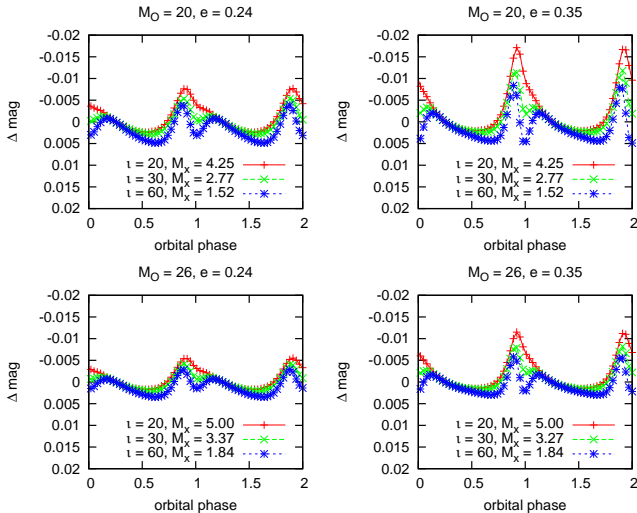 M_O = 20, e = 0.24
-0.02
-0.015
-0.01
-0.005
0
0.005
0.01
0.015
0.02
Δ mag
ι = 20, M_x = 4.25
ι = 30, M_x = 2.77
ι = 60, M_x = 1.52
0 0.5 1 1.5 2
orbital phase
M_O = 20, e = 0.35
-0.02
-0.015
-0.01
-0.005
0
0.005
0.01
0.015
0.02
Δ mag
ι = 20, M_x = 4.25
ι = 30, M_x = 2.77
ι = 60, M_x = 1.52
0 0.5 1 1.5 2
orbital phase
M_O = 26, e = 0.24
-0.02
-0.015
-0.01
-0.005
0
0.005
0.01
0.015
0.02
Δ mag
ι = 20, M_x = 5.00
ι = 30, M_x = 3.37
ι = 60, M_x = 1.84
0 0.5 1 1.5 2
orbital phase
M_O = 26, e = 0.35
-0.02
-0.015
-0.01
-0.005
0
0.005
0.01
0.015
0.02
Δ mag
ι = 20, M_x = 5.00
ι = 30, M_x = 3.27
ι = 60, M_x = 1.84
0 0.5 1 1.5 2
orbital phase